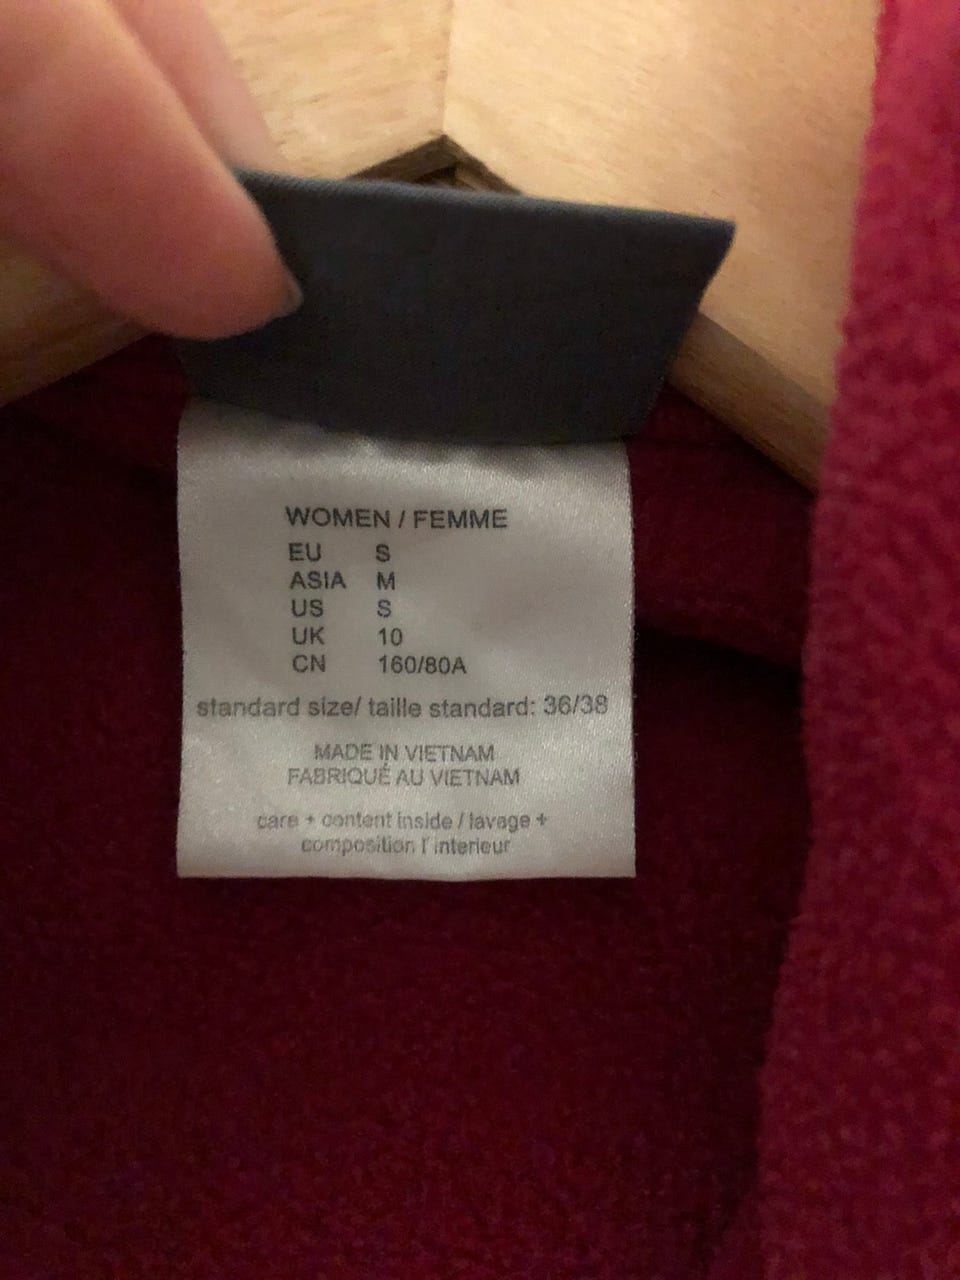 WOMEN / FEMME
EU S
ASIA M
US S
UK 10
CN 160/80A
standard size/ taille standard: 36/38
MADE IN VIETNAM
FABRIQUÉ AU VIETNAM
care + content inside / lavage +
composition l' interieur